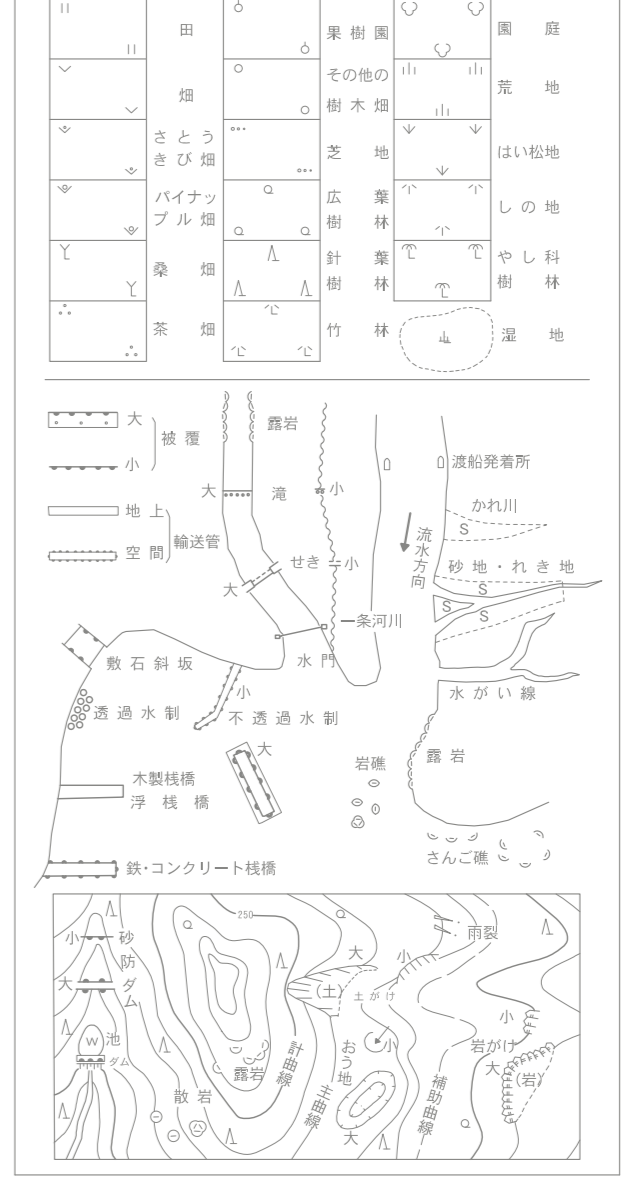 田
果樹園
園庭
畑
その他の
樹木畑
荒地
さとう
きび畑
芝地
はい松地
パイナッ
プル畑
広葉
樹林
しの地
桑畑
針葉
樹林
やし科
樹林
茶畑
竹林
湿地
大
小
被覆
地上
空間
輸送管
露岩
大
滝
小
せき
小
大
一条河川
水門
流水方向
渡船発着所
かれ川
S
砂地・れき地
S
S
S
水がい線
敷石斜坂
透過水制
小
不透過水制
大
木製桟橋
浮桟橋
岩礁
露岩
鉄・コンクリート桟橋
さんご礁
小
砂防ダム
大
W
池
ダム
250
散岩
露岩
計曲線
主曲線
大
(土)
土がけ
小
雨裂
おう地
小
大
補助曲線
小
岩がけ
大
(岩)